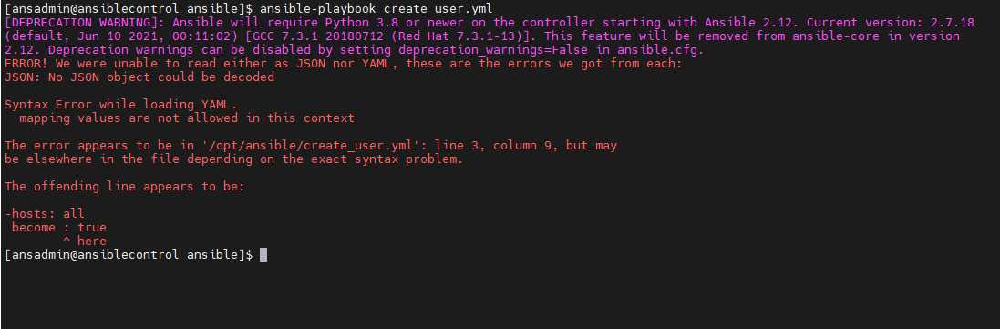 [ansadmin@ansiblecontrol ansible]$ ansible-playbook create_user.yml
[DEPRECATION WARNING]: Ansible will require Python 3.8 or newer on the controller starting with Ansible 2.12. Current version: 2.7.18
(default, Jun 10 2021, 00:11:02) [GCC 7.3.1 20180712 (Red Hat 7.3.1-13)]. This feature will be removed from ansible-core in version
2.12. Deprecation warnings can be disabled by setting deprecation_warnings=False in ansible.cfg.
ERROR! We were unable to read either as JSON nor YAML, these are the errors we got from each:
JSON: No JSON object could be decoded

Syntax Error while loading YAML.
  mapping values are not allowed in this context

The error appears to be in '/opt/ansible/create_user.yml': line 3, column 9, but may
be elsewhere in the file depending on the exact syntax problem.

The offending line appears to be:

-hosts: all
 become : true
        ^ here
[ansadmin@ansiblecontrol ansible]$